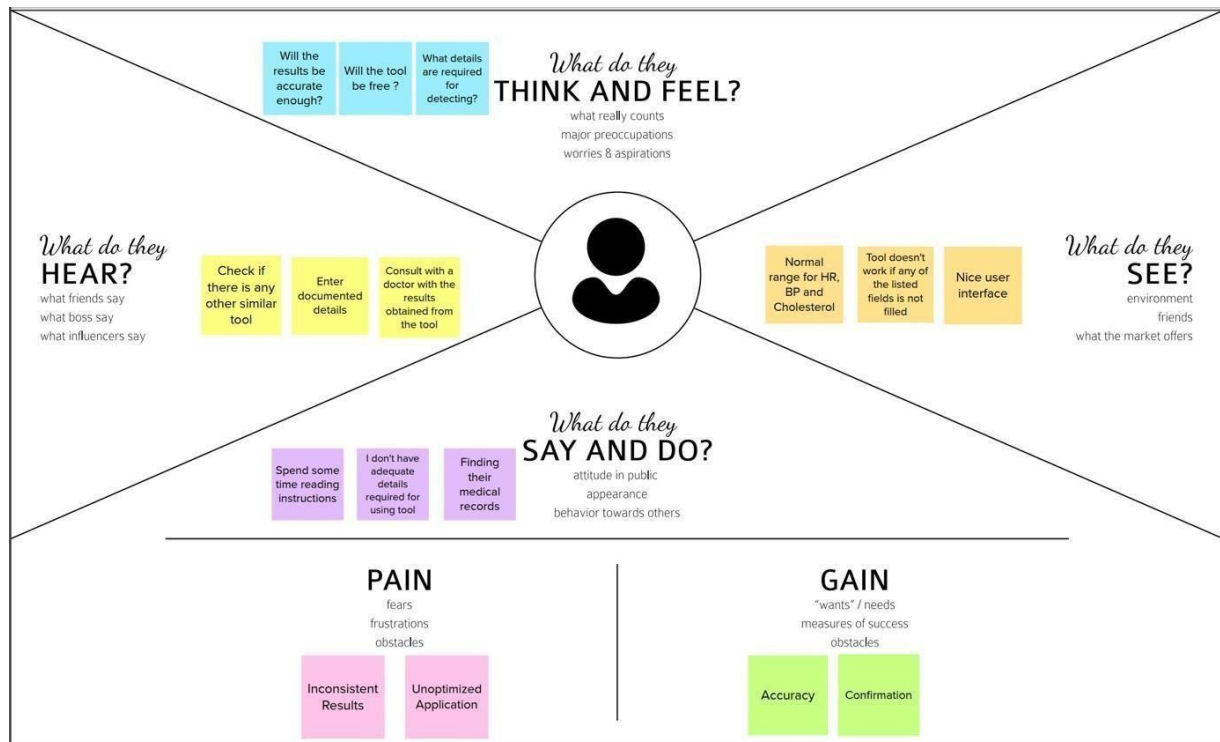 Will the
results be
accurate
enough?
Will the tool
be free ?
What details
are required
for
detecting?
What do they
THINK AND FEEL?
what really counts
major preoccupations
worries & aspirations
What do they
HEAR?
what friends say
what boss say
what influencers say
Check if
there is any
other similar
tool
Enter
documented
details
Consult with a
doctor with the
results
obtained from
the tool
Normal
range for HR,
BP and
Cholesterol
Tool doesn't
work if any of
the listed
fields is not
filled
Nice user
interface
What do they
SEE?
environment
friends
what the market offers
What do they
SAY AND DO?
attitude in public
appearance
behavior towards others
Spend some
time reading
instructions
I don't have
adequate
details
required for
using tool
Finding
their
medical
records
PAIN
fears
frustrations
obstacles
Inconsistent
Results
Unoptimized
Application
GAIN
"wants" / needs
measures of success
obstacles
Accuracy
Confirmation